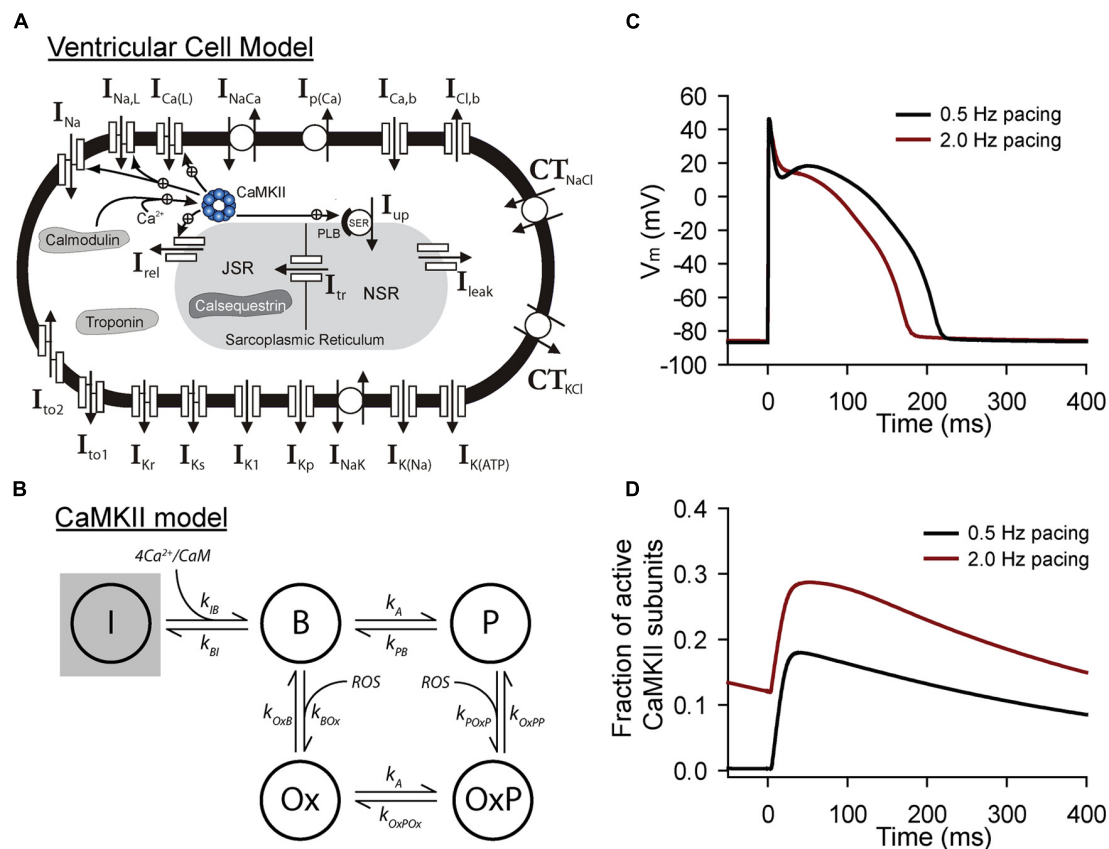 A
Ventricular Cell Model
I_Na
I_Na,L
I_Ca(L)
I_NaCa
I_p(Ca)
I_Ca,b
I_Cl,b
CT_NaCl
CaMKII
Ca²⁺
Calmodulin
PLB
SER
I_up
I_rel
JSR
I_tr
NSR
I_leak
Calsequestrin
Troponin
Sarcoplasmic Reticulum
CT_KCl
I_to2
I_to1
I_Kr
I_Ks
I_K1
I_Kp
I_NaK
I_K(Na)
I_K(ATP)
B
CaMKII model
4Ca²⁺/CaM
I
k_IB
k_BI
B
k_A
k_PB
P
k_OxB
k_BOx
ROS
ROS
k_POxP
k_OxPP
Ox
k_A
k_OxPOx
OxP
C
0.5 Hz pacing
2.0 Hz pacing
V_m (mV)
60
40
20
0
-20
-40
-60
-80
-100
0 100 200 300 400
Time (ms)
D
0.5 Hz pacing
2.0 Hz pacing
Fraction of active
CaMKII subunits
0.4
0.3
0.2
0.1
0.0
0 100 200 300 400
Time (ms)